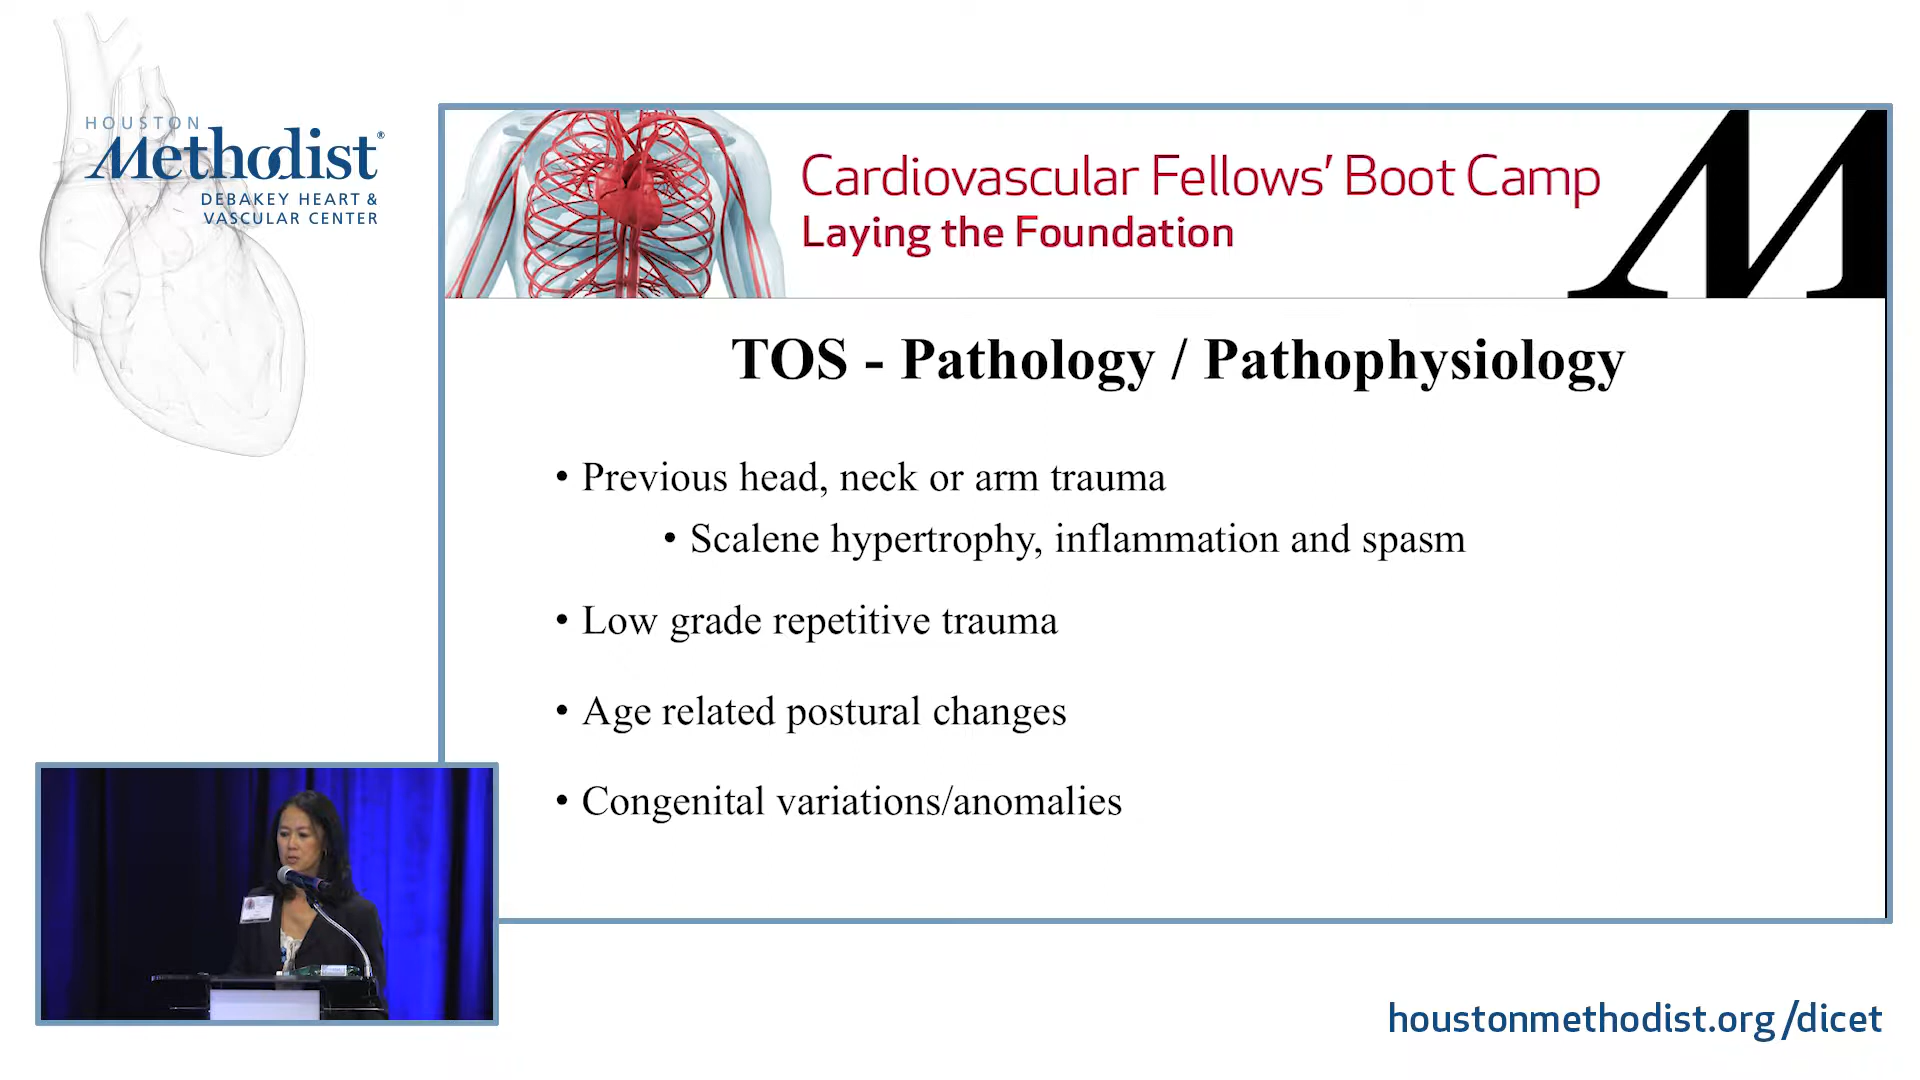 HOUSTON
Methodist®
DEBAKEY HEART &
VASCULAR CENTER
Cardiovascular Fellows' Boot Camp
Laying the Foundation
M
TOS - Pathology / Pathophysiology
• Previous head, neck or arm trauma
• Scalene hypertrophy, inflammation and spasm
• Low grade repetitive trauma
• Age related postural changes
• Congenital variations/anomalies
houstonmethodist.org/dicet